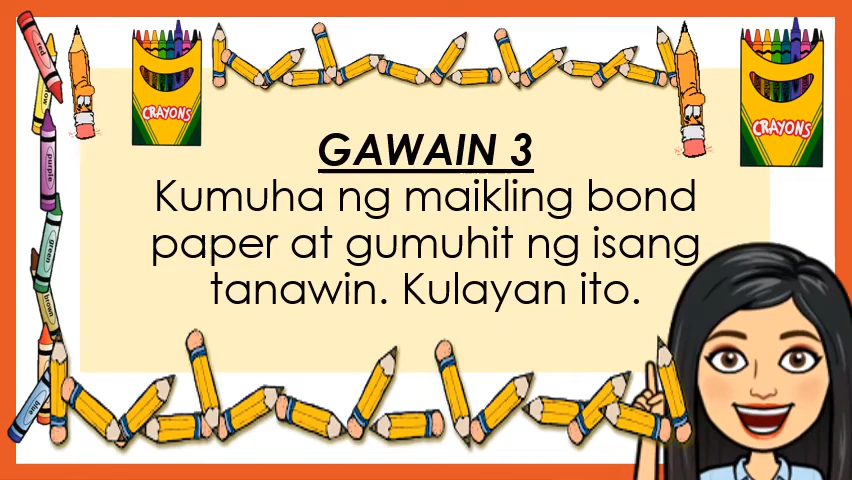 red
low
purple
green
brown
blue
CRAYONS
CRAYONS
GAWAIN 3
Kumuha ng maikling bond
paper at gumuhit ng isang
tanawin. Kulayan ito.